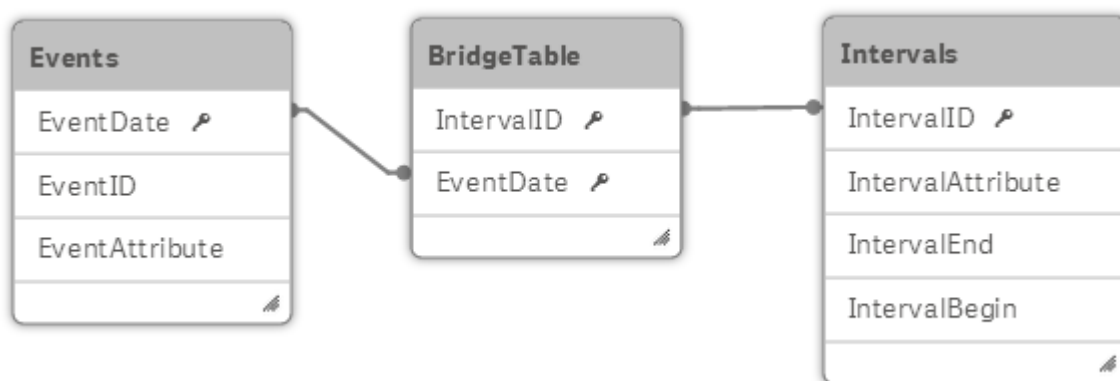 Events
EventDate
EventID
EventAttribute
BridgeTable
IntervalID
EventDate
Intervals
IntervalID
IntervalAttribute
IntervalEnd
IntervalBegin